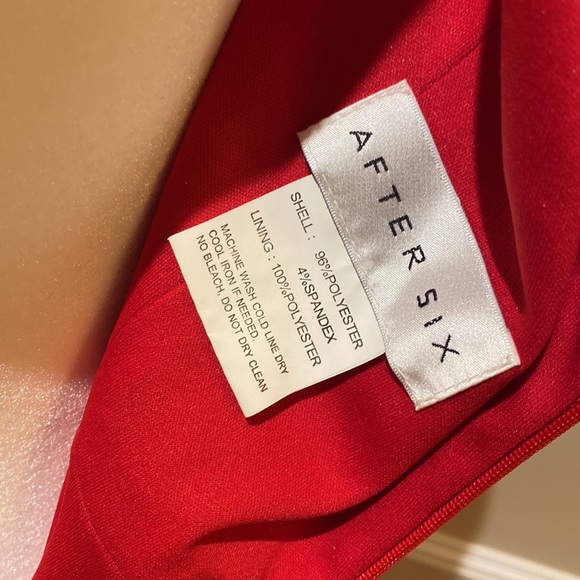 AFTER SIX
SHELL : 96%POLYESTER
4%SPANDEX
LINING : 100%POLYESTER
MACHINE WASH COLD LINE DRY
COOL IRON IF NEEDED.
NO BLEACH. DO NOT DRY CLEAN